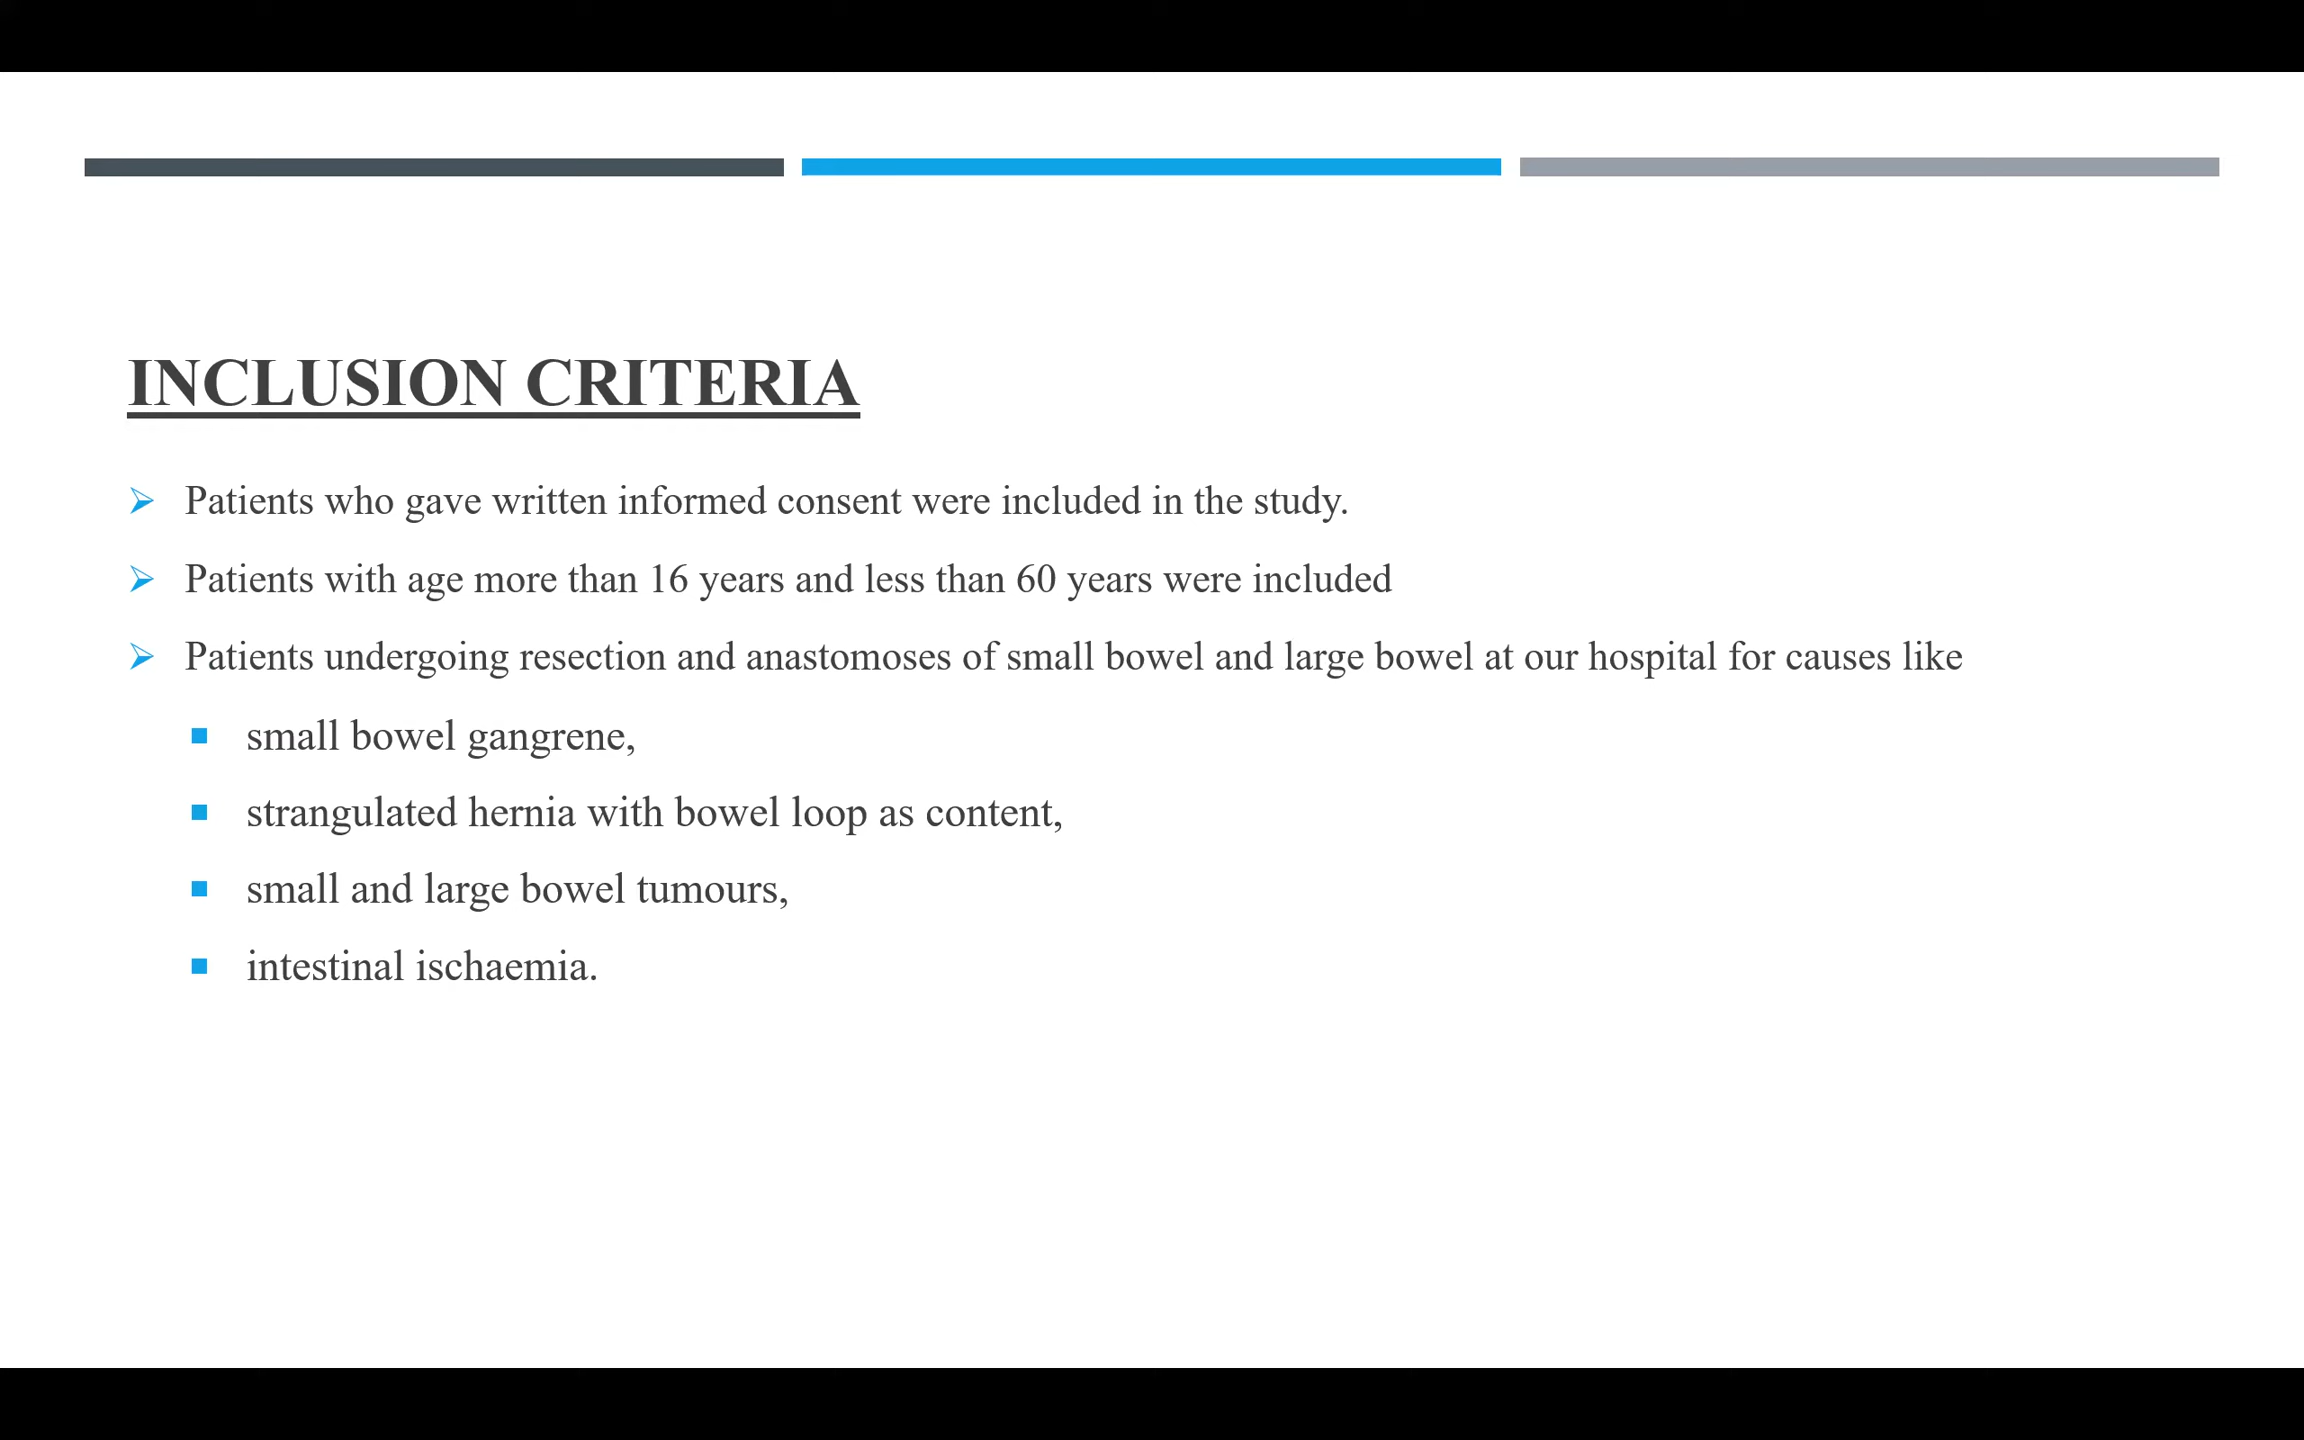 INCLUSION CRITERIA
Patients who gave written informed consent were included in the study.
Patients with age more than 16 years and less than 60 years were included
Patients undergoing resection and anastomoses of small bowel and large bowel at our hospital for causes like
small bowel gangrene,
strangulated hernia with bowel loop as content,
small and large bowel tumours,
intestinal ischaemia.